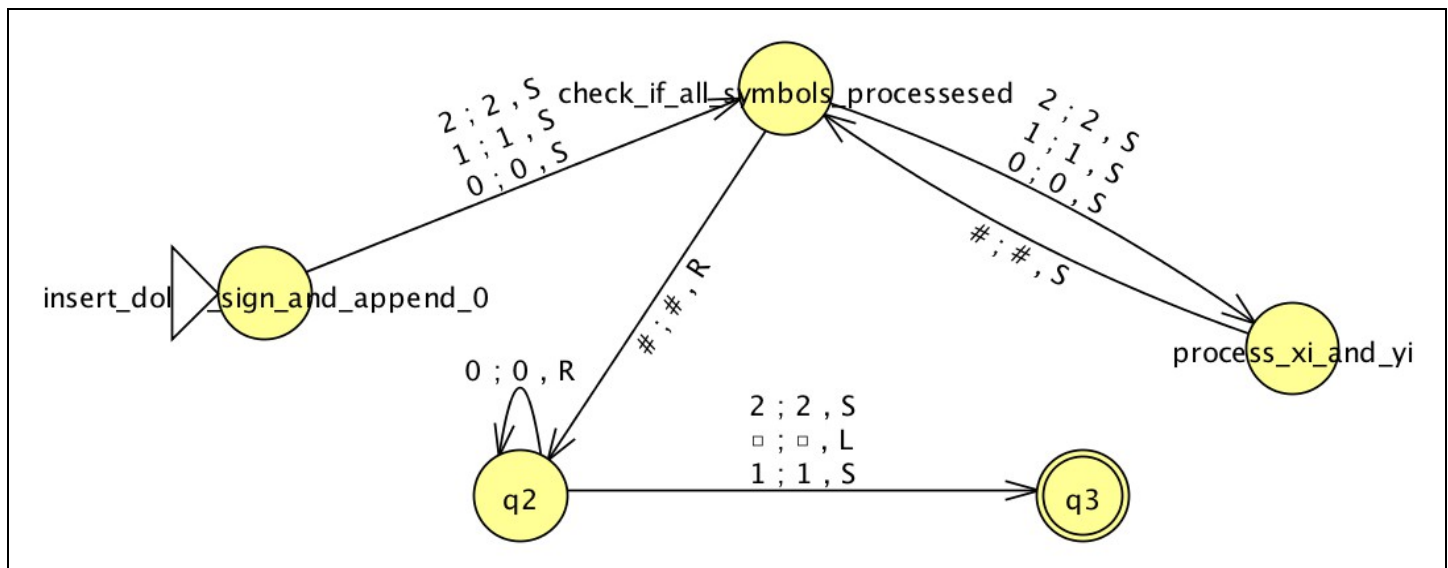 check_if_all_symbols_processesed
2 ; 2 , S
1 ; 1 , S
0 ; 0 , S
2 ; 2 , S
1 ; 1 , S
0 ; 0 , S
# ; # , S
insert_dol _sign_and_append_0
# ; # , R
process_xi_and_yi
0 ; 0 , R
2 ; 2 , S
□ ; □ , L
1 ; 1 , S
q2
q3